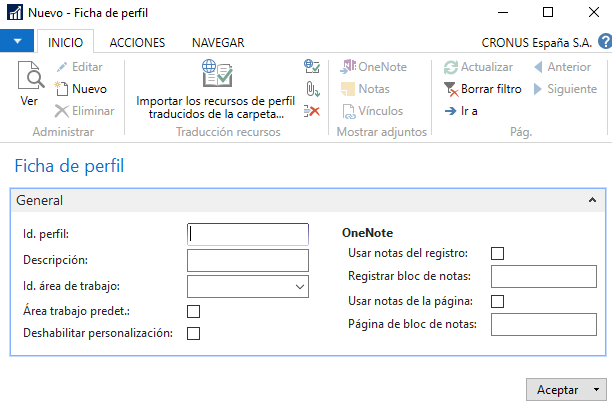 Nuevo - Ficha de perfil
INICIO
ACCIONES
NAVEGAR
CRONUS España S.A.
?
Ver
Editar
Nuevo
Eliminar
Administrar
Importar los recursos de perfil
traducidos de la carpeta...
Traducción recursos
OneNote
Notas
Vínculos
Mostrar adjuntos
Actualizar
Borrar filtro
Ir a
Anterior
Siguiente
Pág.
Ficha de perfil
General
Id. perfil:
Descripción:
Id. área de trabajo:
Área trabajo predet.:
Deshabilitar personalización:
OneNote
Usar notas del registro:
Registrar bloc de notas:
Usar notas de la página:
Página de bloc de notas:
Aceptar